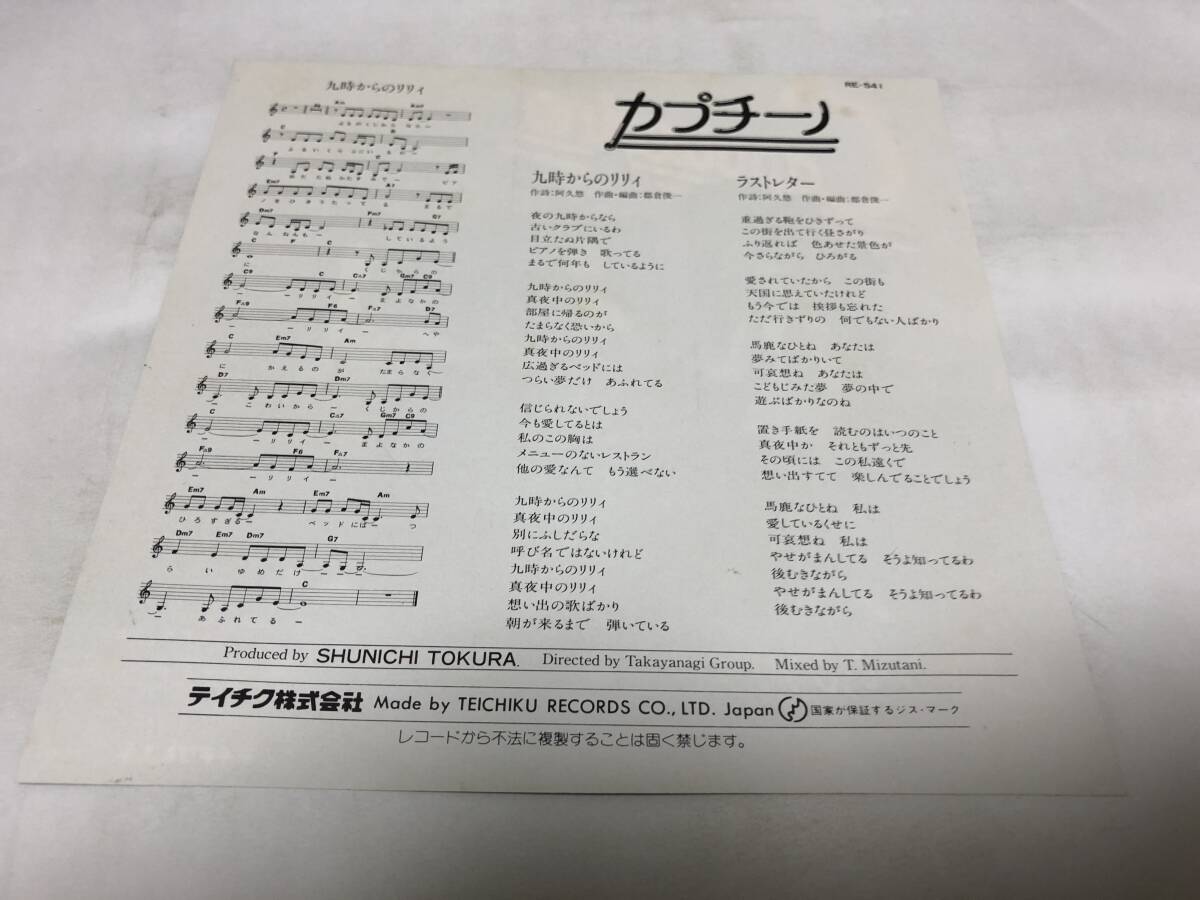 九時からのリリィ
RE-541
カプチーノ
九時からのリリィ
作詩:阿久悠 作曲・編曲:都倉俊一
夜の九時からなら
古いクラブにいるわ
目立たぬ片隅で
ピアノを弾き 歌ってる
まるで何年も しているように
九時からのリリィ
真夜中のリリィ
部屋に帰るのが
たまらなく恐いから
九時からのリリィ
真夜中のリリィ
広過ぎるベッドには
つらい夢だけ あふれてる
信じられないでしょう
今も愛してるとは
私のこの胸は
メニューのないレストラン
他の愛なんて もう選べない
九時からのリリィ
真夜中のリリィ
別にふしだらな
呼び名ではないけれど
九時からのリリィ
真夜中のリリィ
想い出の歌ばかり
朝が来るまで 弾いている
ラストレター
作詩:阿久悠 作曲・編曲:都倉俊一
重過ぎる鞄をひきずって
この街を出て行く昼さがり
ふり返れば 色あせた景色が
今さらながら ひろがる
愛されていたから この街も
天国に思えていたけれど
もう今では 挨拶も忘れた
ただ行きずりの 何でもない人ばかり
馬鹿なひとね あなたは
夢みてばかりいて
可哀想ね あなたは
こどもじみた夢 夢の中で
遊ぶばかりなのね
置き手紙を 読むのはいつのこと
真夜中か それともずっと先
その頃には この私遠くで
想い出すてて 楽しんでることでしょう
馬鹿なひとね 私は
愛しているくせに
可哀想ね 私は
やせがまんしてる そうよ知ってるわ
後むきながら
やせがまんしてる そうよ知ってるわ
後むきながら
Produced by SHUNICHI TOKURA. Directed by Takayanagi Group. Mixed by T. Mizutani.
テイチク株式会社 Made by TEICHIKU RECORDS CO., LTD. Japan 国家が保証するジス・マーク
レコードから不法に複製することは固く禁じます。